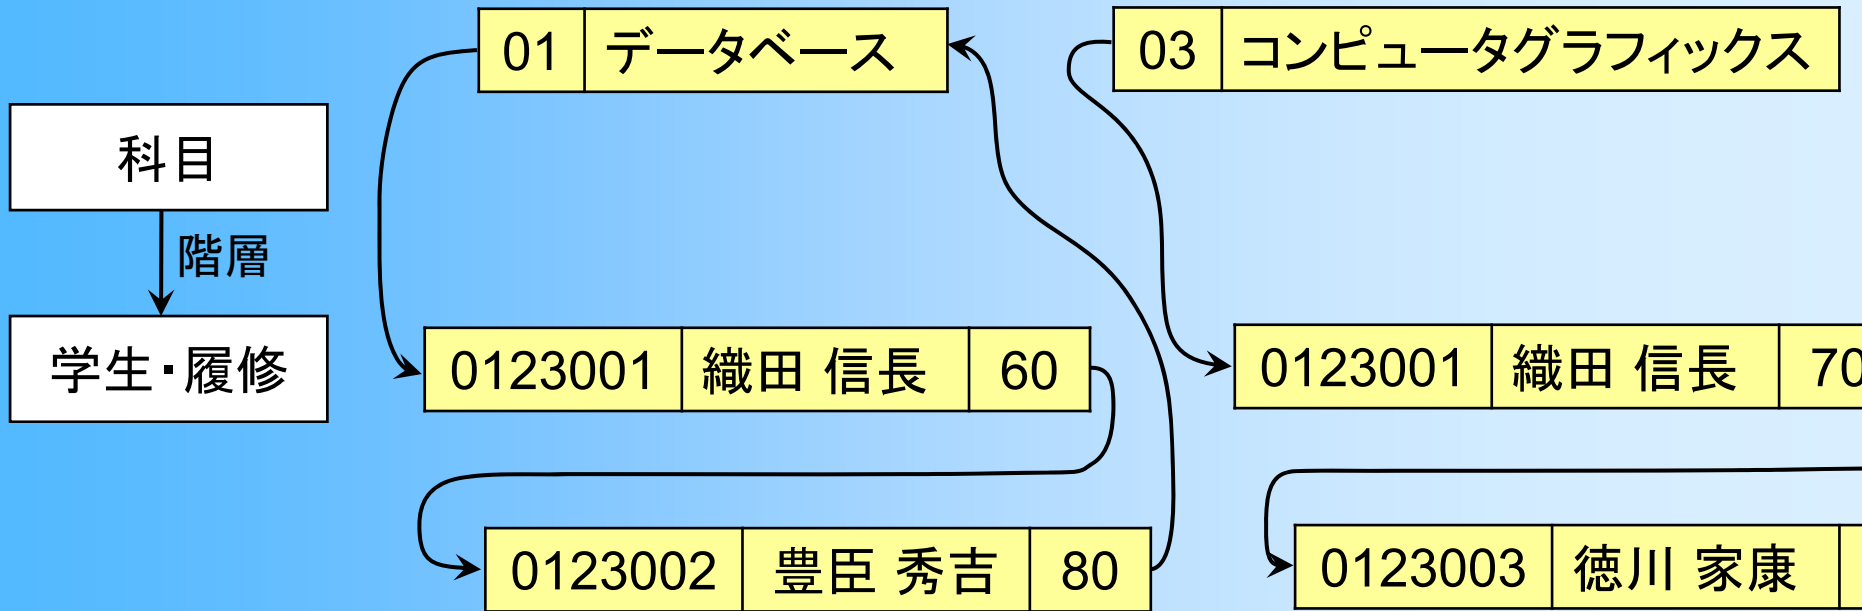 01 データベース
03 コンピュータグラフィックス
科目
階層
学生・履修
0123001 織田 信長 60
0123001 織田 信長 70
0123002 豊臣 秀吉 80
0123003 徳川 家康